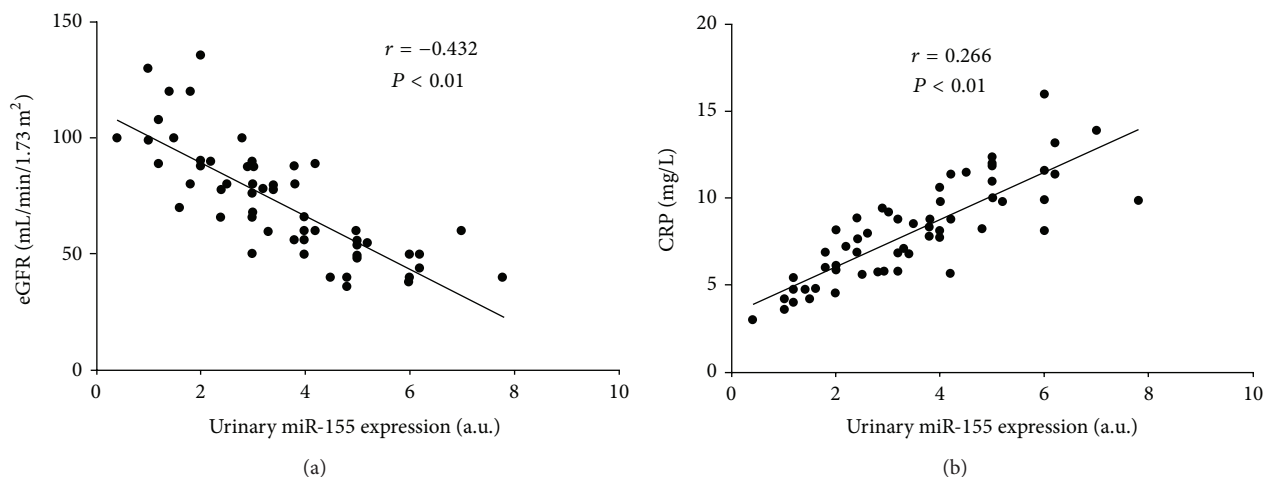 150
100
50
0
eGFR (mL/min/1.73 m²)
r = −0.432
P < 0.01
0 2 4 6 8 10
Urinary miR-155 expression (a.u.)
(a)
20
15
10
5
0
CRP (mg/L)
r = 0.266
P < 0.01
0 2 4 6 8 10
Urinary miR-155 expression (a.u.)
(b)